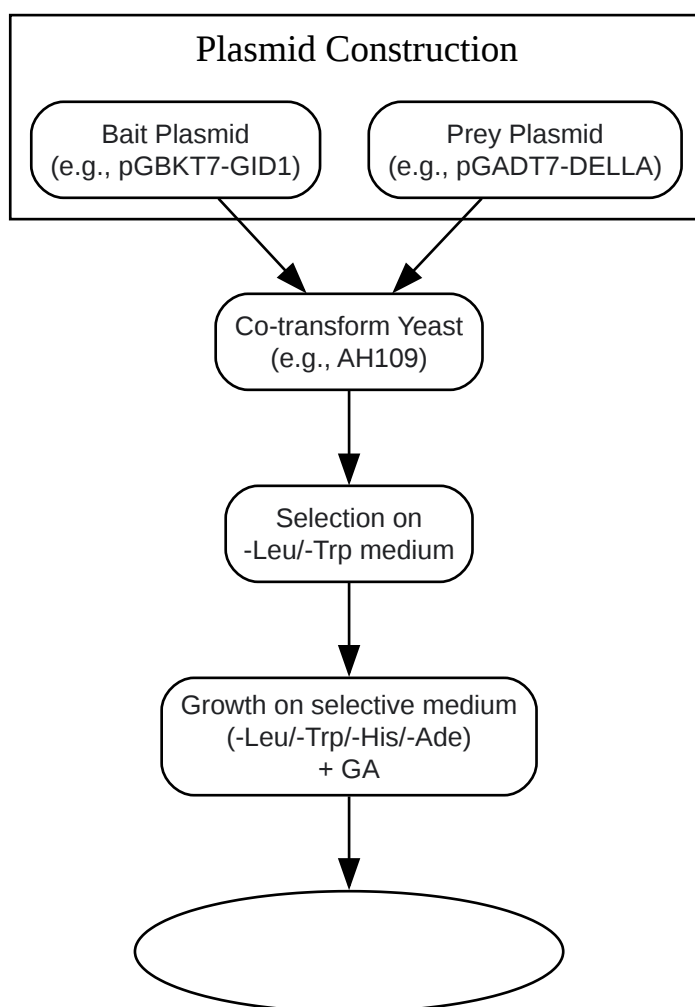 Plasmid Construction
Bait Plasmid
(e.g., pGBKT7-GID1)
Prey Plasmid
(e.g., pGADT7-DELLA)
Co-transform Yeast
(e.g., AH109)
Selection on
-Leu/-Trp medium
Growth on selective medium
(-Leu/-Trp/-His/-Ade)
+ GA